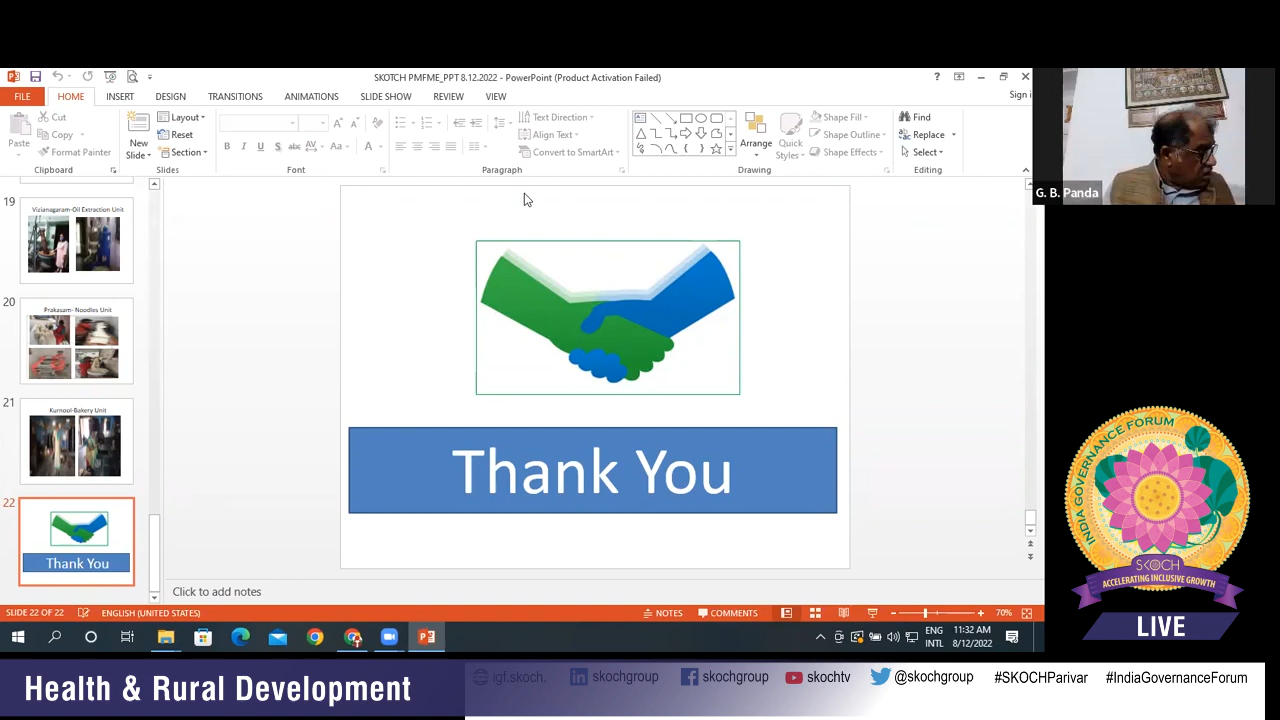 SKOTCH PMFME_PPT 8.12.2022 - PowerPoint (Product Activation Failed)
FILE HOME INSERT DESIGN TRANSITIONS ANIMATIONS SLIDE SHOW REVIEW VIEW Sign i
Cut
Copy
Format Painter
Paste
Clipboard
New Slide
Layout
Reset
Section
Slides
B I U S abc AV Aa A
Font
Text Direction
Align Text
Convert to SmartArt
Paragraph
Arrange
Quick Styles
Shape Fill
Shape Outline
Shape Effects
Drawing
Find
Replace
Select
Editing
G. B. Panda
19
Vizianagaram-Oil Extraction Unit
20
Prakasam- Noodles Unit
21
Kurnool-Bakery Unit
22
Thank You
Thank You
Click to add notes
SLIDE 22 OF 22 ENGLISH (UNITED STATES) NOTES COMMENTS 70%
ENG
INTL
11:32 AM
8/12/2022
INDIA GOVERNANCE FORUM
SKOCH
ACCELERATING INCLUSIVE GROWTH
LIVE
Health & Rural Development
igf.skoch. skochgroup skochgroup skochtv @skochgroup #SKOCHParivar #IndiaGovernanceForum